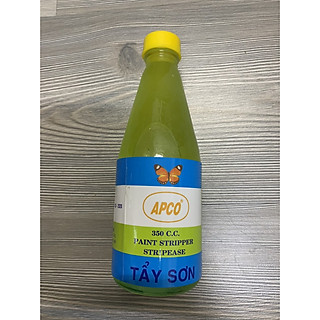 APCO
350 C.C.
PAINT STRIPPER
STRIPEASE
TẨY SƠN